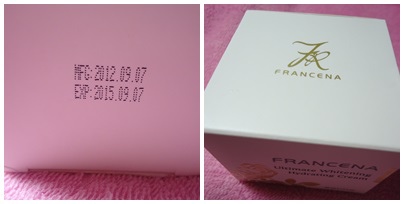 MFG:2012.09.07
EXP:2015.09.07
FRANCENA
FRANCENA
Ultimate Whitening
Hydrating Cream